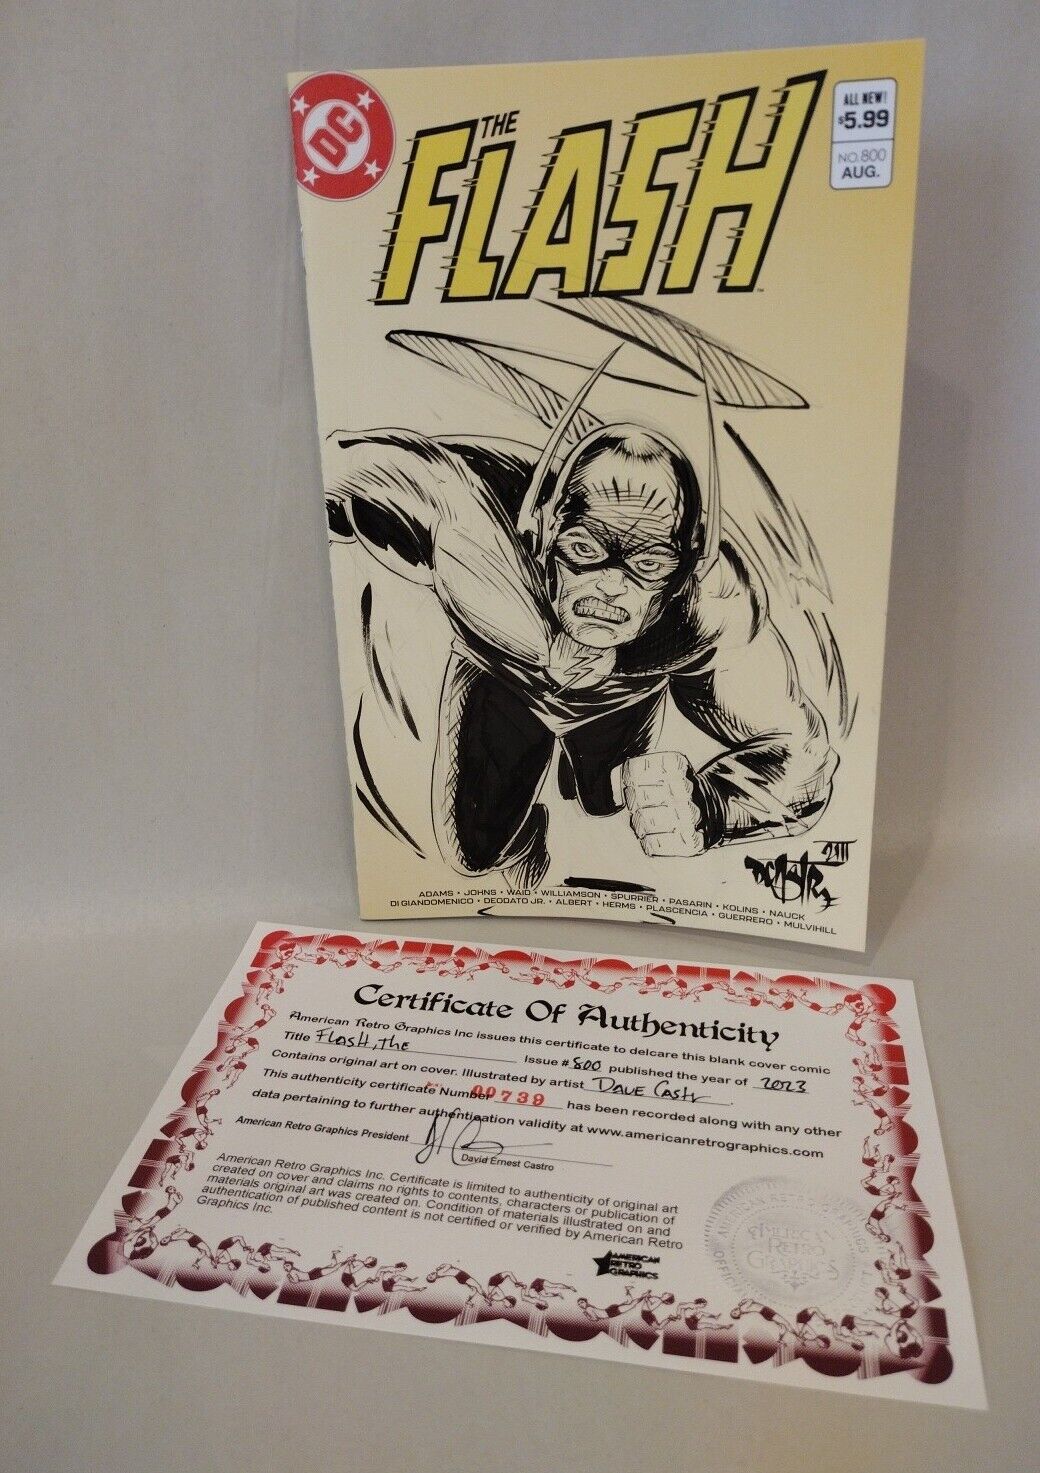 DC
THE
FLASH
TM
ALL NEW!
$5.99
NO. 800
AUG.
ADAMS • JOHNS • WAID • WILLIAMSON • SPURRIER • PASARIN • KOLINS • NAUCK
DI GIANDOMENICO • DEODATO JR. • ALBERT • HERMS • PLASCENCIA • GUERRERO • MULVIHILL
Certificate Of Authenticity
American Retro Graphics Inc issues this certificate to delcare this blank cover comic
Title Flash, the Issue # 800 published the year of 2023
Contains original art on cover. Illustrated by artist Dave Castr
This authenticity certificate Number 00739 has been recorded along with any other
data pertaining to further authentication validity at www.americanretrographics.com
American Retro Graphics President
David Ernest Castro
American Retro Graphics Inc. Certificate is limited to authenticity of original art
created on cover and claims no rights to contents, characters or publication of
materials original art was created on. Condition of materials illustrated on and
authentication of published content is not certified or verified by American Retro
Graphics Inc.
AMERICAN
RETRO
GRAPHICS
AMERICAN
RETRO
GRAPHICS